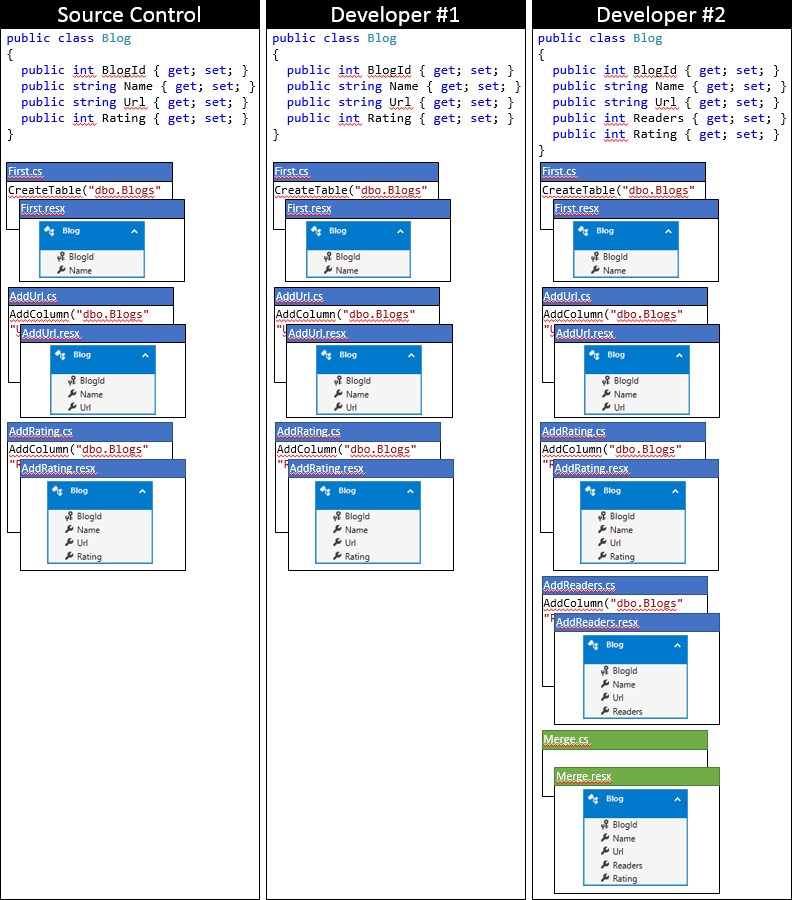 Source Control
public class Blog
{
public int BlogId { get; set; }
public string Name { get; set; }
public string Url { get; set; }
public int Rating { get; set; }
}
First.cs
CreateTable("dbo.Blogs"
First.resx
Blog
BlogId
Name
AddUrl.cs
AddColumn("dbo.Blogs"
AddUrl.resx
Blog
BlogId
Name
Url
AddRating.cs
AddColumn("dbo.Blogs"
AddRating.resx
Blog
BlogId
Name
Url
Rating
Developer #1
public class Blog
{
public int BlogId { get; set; }
public string Name { get; set; }
public string Url { get; set; }
public int Rating { get; set; }
}
First.cs
CreateTable("dbo.Blogs"
First.resx
Blog
BlogId
Name
AddUrl.cs
AddColumn("dbo.Blogs"
AddUrl.resx
Blog
BlogId
Name
Url
AddRating.cs
AddColumn("dbo.Blogs"
AddRating.resx
Blog
BlogId
Name
Url
Rating
Developer #2
public class Blog
{
public int BlogId { get; set; }
public string Name { get; set; }
public string Url { get; set; }
public int Readers { get; set; }
public int Rating { get; set; }
}
First.cs
CreateTable("dbo.Blogs"
First.resx
Blog
BlogId
Name
AddUrl.cs
AddColumn("dbo.Blogs"
AddUrl.resx
Blog
BlogId
Name
Url
AddRating.cs
AddColumn("dbo.Blogs"
AddRating.resx
Blog
BlogId
Name
Url
Rating
AddReaders.cs
AddColumn("dbo.Blogs"
AddReaders.resx
Blog
BlogId
Name
Url
Readers
Merge.cs
Merge.resx
Blog
BlogId
Name
Url
Readers
Rating